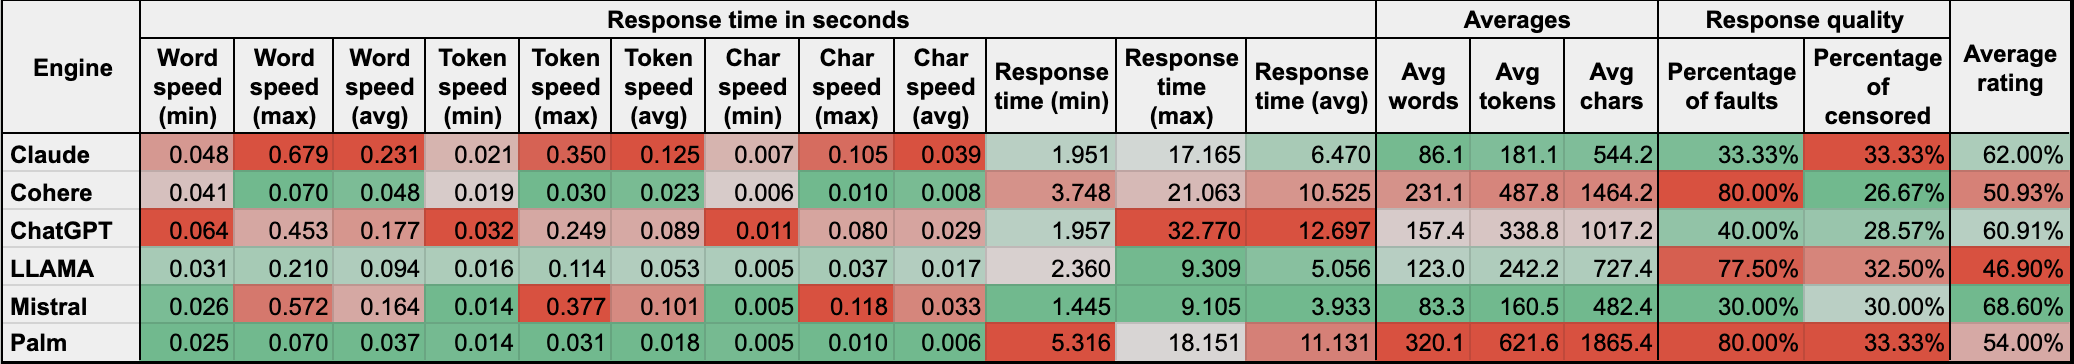 Engine Response time in seconds Averages Response quality Average rating
Word speed (min) Word speed (max) Word speed (avg) Token speed (min) Token speed (max) Token speed (avg) Char speed (min) Char speed (max) Char speed (avg) Response time (min) Response time (max) Response time (avg) Avg words Avg tokens Avg chars Percentage of faults Percentage of censored
Claude 0.048 0.679 0.231 0.021 0.350 0.125 0.007 0.105 0.039 1.951 17.165 6.470 86.1 181.1 544.2 33.33% 33.33% 62.00%
Cohere 0.041 0.070 0.048 0.019 0.030 0.023 0.006 0.010 0.008 3.748 21.063 10.525 231.1 487.8 1464.2 80.00% 26.67% 50.93%
ChatGPT 0.064 0.453 0.177 0.032 0.249 0.089 0.011 0.080 0.029 1.957 32.770 12.697 157.4 338.8 1017.2 40.00% 28.57% 60.91%
LLAMA 0.031 0.210 0.094 0.016 0.114 0.053 0.005 0.037 0.017 2.360 9.309 5.056 123.0 242.2 727.4 77.50% 32.50% 46.90%
Mistral 0.026 0.572 0.164 0.014 0.377 0.101 0.005 0.118 0.033 1.445 9.105 3.933 83.3 160.5 482.4 30.00% 30.00% 68.60%
Palm 0.025 0.070 0.037 0.014 0.031 0.018 0.005 0.010 0.006 5.316 18.151 11.131 320.1 621.6 1865.4 80.00% 33.33% 54.00%